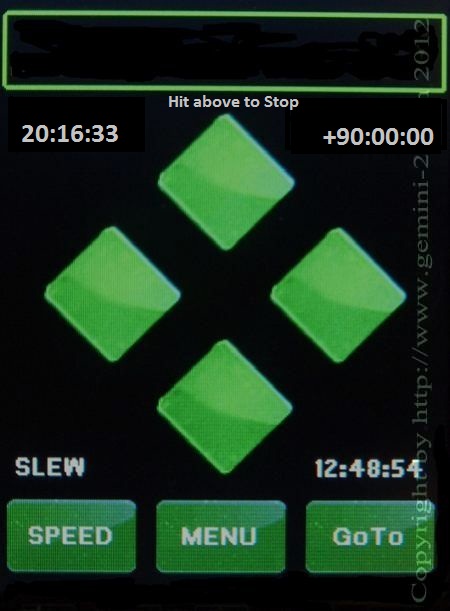 Hit above to Stop
20:16:33
+90:00:00
SLEW
12:48:54
SPEED
MENU
GoTo
Copyright by http://www.gemini-2 2012